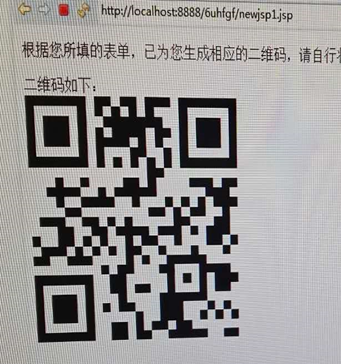 http://localhost:8888/6uhfgf/newjsp1.jsp
根据您所填的表单，已为您生成相应的二维码，请自行
二维码如下：